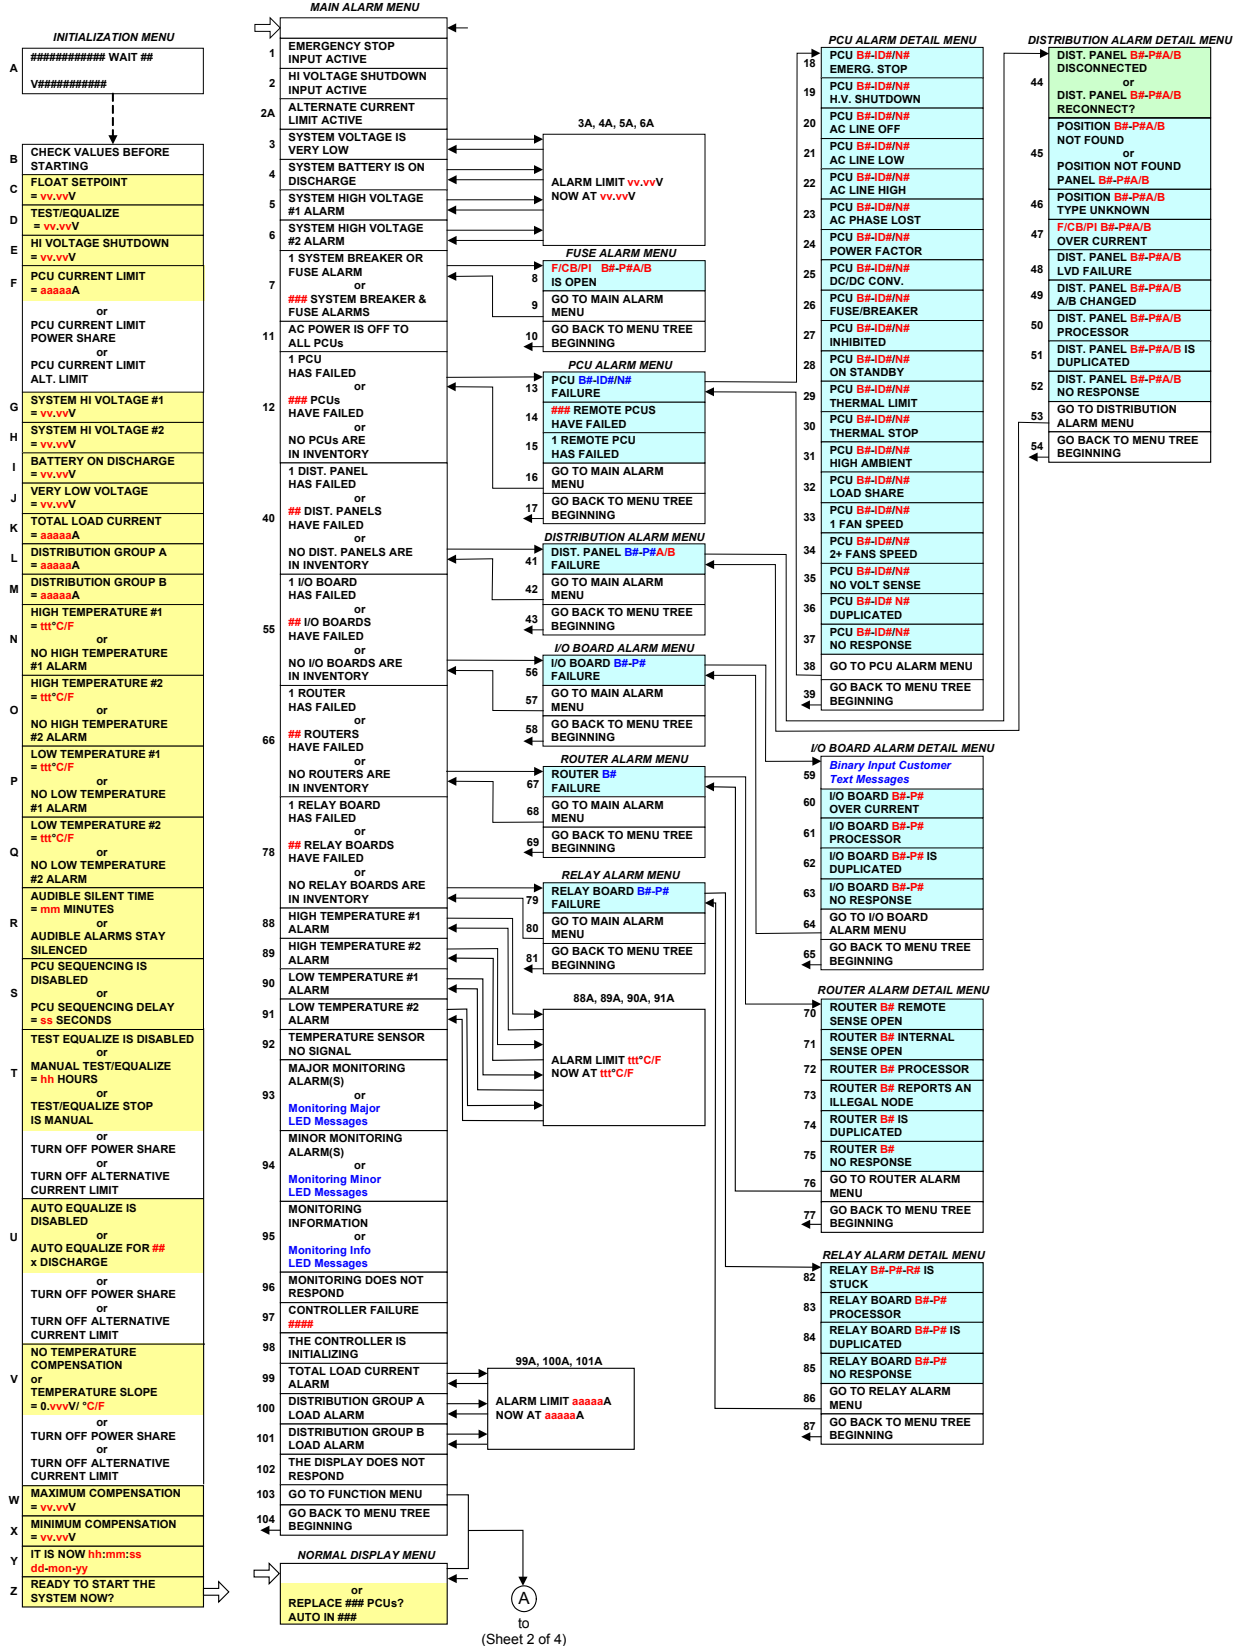 INITIALIZATION MENU
A
############ WAIT ##
V###########
B
CHECK VALUES BEFORE
STARTING
C
FLOAT SETPOINT
= vv.vvV
D
TEST/EQUALIZE
= vv.vvV
E
HI VOLTAGE SHUTDOWN
= vv.vvV
F
PCU CURRENT LIMIT
= aaaaaA
or
PCU CURRENT LIMIT
POWER SHARE
or
PCU CURRENT LIMIT
ALT. LIMIT
G
SYSTEM HI VOLTAGE #1
= vv.vvV
H
SYSTEM HI VOLTAGE #2
= vv.vvV
I
BATTERY ON DISCHARGE
= vv.vvV
J
VERY LOW VOLTAGE
= vv.vvV
K
TOTAL LOAD CURRENT
= aaaaaA
L
DISTRIBUTION GROUP A
= aaaaaA
M
DISTRIBUTION GROUP B
= aaaaaA
N
HIGH TEMPERATURE #1
= ttt°C/F
or
NO HIGH TEMPERATURE
#1 ALARM
O
HIGH TEMPERATURE #2
= ttt°C/F
or
NO HIGH TEMPERATURE
#2 ALARM
P
LOW TEMPERATURE #1
= ttt°C/F
or
NO LOW TEMPERATURE
#1 ALARM
Q
LOW TEMPERATURE #2
= ttt°C/F
or
NO LOW TEMPERATURE
#2 ALARM
R
AUDIBLE SILENT TIME
= mm MINUTES
or
AUDIBLE ALARMS STAY
SILENCED
S
PCU SEQUENCING IS
DISABLED
or
PCU SEQUENCING DELAY
= ss SECONDS
T
TEST EQUALIZE IS DISABLED
or
MANUAL TEST/EQUALIZE
= hh HOURS
or
TEST/EQUALIZE STOP
IS MANUAL
or
TURN OFF POWER SHARE
or
TURN OFF ALTERNATIVE
CURRENT LIMIT
U
AUTO EQUALIZE IS
DISABLED
or
AUTO EQUALIZE FOR ##
x DISCHARGE
or
TURN OFF POWER SHARE
or
TURN OFF ALTERNATIVE
CURRENT LIMIT
V
NO TEMPERATURE
COMPENSATION
or
TEMPERATURE SLOPE
= 0.vvvV/ °C/F
or
TURN OFF POWER SHARE
or
TURN OFF ALTERNATIVE
CURRENT LIMIT
W
MAXIMUM COMPENSATION
= vv.vvV
X
MINIMUM COMPENSATION
= vv.vvV
Y
IT IS NOW hh:mm:ss
dd-mon-yy
Z
READY TO START THE
SYSTEM NOW?
MAIN ALARM MENU
1
EMERGENCY STOP
INPUT ACTIVE
2
HI VOLTAGE SHUTDOWN
INPUT ACTIVE
2A
ALTERNATE CURRENT
LIMIT ACTIVE
3
SYSTEM VOLTAGE IS
VERY LOW
4
SYSTEM BATTERY IS ON
DISCHARGE
5
SYSTEM HIGH VOLTAGE
#1 ALARM
6
SYSTEM HIGH VOLTAGE
#2 ALARM
7
1 SYSTEM BREAKER OR
FUSE ALARM
or
### SYSTEM BREAKER &
FUSE ALARMS
11
AC POWER IS OFF TO
ALL PCUs
12
1 PCU
HAS FAILED
or
### PCUs
HAVE FAILED
or
NO PCUs ARE
IN INVENTORY
40
1 DIST. PANEL
HAS FAILED
or
## DIST. PANELS
HAVE FAILED
or
NO DIST. PANELS ARE
IN INVENTORY
55
1 I/O BOARD
HAS FAILED
or
## I/O BOARDS
HAVE FAILED
or
NO I/O BOARDS ARE
IN INVENTORY
66
1 ROUTER
HAS FAILED
or
## ROUTERS
HAVE FAILED
or
NO ROUTERS ARE
IN INVENTORY
78
1 RELAY BOARD
HAS FAILED
or
## RELAY BOARDS
HAVE FAILED
or
NO RELAY BOARDS ARE
IN INVENTORY
88
HIGH TEMPERATURE #1
ALARM
89
HIGH TEMPERATURE #2
ALARM
90
LOW TEMPERATURE #1
ALARM
91
LOW TEMPERATURE #2
ALARM
92
TEMPERATURE SENSOR
NO SIGNAL
93
MAJOR MONITORING
ALARM(S)
or
Monitoring Major
LED Messages
94
MINOR MONITORING
ALARM(S)
or
Monitoring Minor
LED Messages
95
MONITORING
INFORMATION
or
Monitoring Info
LED Messages
96
MONITORING DOES NOT
RESPOND
97
CONTROLLER FAILURE
####
98
THE CONTROLLER IS
INITIALIZING
99
TOTAL LOAD CURRENT
ALARM
100
DISTRIBUTION GROUP A
LOAD ALARM
101
DISTRIBUTION GROUP B
LOAD ALARM
102
THE DISPLAY DOES NOT
RESPOND
103
GO TO FUNCTION MENU
104
GO BACK TO MENU TREE
BEGINNING
NORMAL DISPLAY MENU
or
REPLACE ### PCUs?
AUTO IN ###
3A, 4A, 5A, 6A
ALARM LIMIT vv.vvV
NOW AT vv.vvV
FUSE ALARM MENU
8
F/CB/PI B#-P#A/B
IS OPEN
9
GO TO MAIN ALARM
MENU
10
GO BACK TO MENU TREE
BEGINNING
PCU ALARM MENU
13
PCU B#-ID#/N#
FAILURE
14
### REMOTE PCUS
HAVE FAILED
15
1 REMOTE PCU
HAS FAILED
16
GO TO MAIN ALARM
MENU
17
GO BACK TO MENU TREE
BEGINNING
DISTRIBUTION ALARM MENU
41
DIST. PANEL B#-P#A/B
FAILURE
42
GO TO MAIN ALARM
MENU
43
GO BACK TO MENU TREE
BEGINNING
I/O BOARD ALARM MENU
56
I/O BOARD B#-P#
FAILURE
57
GO TO MAIN ALARM
MENU
58
GO BACK TO MENU TREE
BEGINNING
ROUTER ALARM MENU
67
ROUTER B#
FAILURE
68
GO TO MAIN ALARM
MENU
69
GO BACK TO MENU TREE
BEGINNING
RELAY ALARM MENU
79
RELAY BOARD B#-P#
FAILURE
80
GO TO MAIN ALARM
MENU
81
GO BACK TO MENU TREE
BEGINNING
88A, 89A, 90A, 91A
ALARM LIMIT ttt°C/F
NOW AT ttt°C/F
99A, 100A, 101A
ALARM LIMIT aaaaaA
NOW AT aaaaaA
A
to
(Sheet 2 of 4)
PCU ALARM DETAIL MENU
18
PCU B#-ID#/N#
EMERG. STOP
19
PCU B#-ID#/N#
H.V. SHUTDOWN
20
PCU B#-ID#/N#
AC LINE OFF
21
PCU B#-ID#/N#
AC LINE LOW
22
PCU B#-ID#/N#
AC LINE HIGH
23
PCU B#-ID#/N#
AC PHASE LOST
24
PCU B#-ID#/N#
POWER FACTOR
25
PCU B#-ID#/N#
DC/DC CONV.
26
PCU B#-ID#/N#
FUSE/BREAKER
27
PCU B#-ID#/N#
INHIBITED
28
PCU B#-ID#/N#
ON STANDBY
29
PCU B#-ID#/N#
THERMAL LIMIT
30
PCU B#-ID#/N#
THERMAL STOP
31
PCU B#-ID#/N#
HIGH AMBIENT
32
PCU B#-ID#/N#
LOAD SHARE
33
PCU B#-ID#/N#
1 FAN SPEED
34
PCU B#-ID#/N#
2+ FANS SPEED
35
PCU B#-ID#/N#
NO VOLT SENSE
36
PCU B#-ID# N#
DUPLICATED
37
PCU B#-ID#/N#
NO RESPONSE
38
GO TO PCU ALARM MENU
39
GO BACK TO MENU TREE
BEGINNING
I/O BOARD ALARM DETAIL MENU
59
Binary Input Customer
Text Messages
60
I/O BOARD B#-P#
OVER CURRENT
61
I/O BOARD B#-P#
PROCESSOR
62
I/O BOARD B#-P# IS
DUPLICATED
63
I/O BOARD B#-P#
NO RESPONSE
64
GO TO I/O BOARD
ALARM MENU
65
GO BACK TO MENU TREE
BEGINNING
ROUTER ALARM DETAIL MENU
70
ROUTER B# REMOTE
SENSE OPEN
71
ROUTER B# INTERNAL
SENSE OPEN
72
ROUTER B# PROCESSOR
73
ROUTER B# REPORTS AN
ILLEGAL NODE
74
ROUTER B# IS
DUPLICATED
75
ROUTER B#
NO RESPONSE
76
GO TO ROUTER ALARM
MENU
77
GO BACK TO MENU TREE
BEGINNING
RELAY ALARM DETAIL MENU
82
RELAY B#-P#-R# IS
STUCK
83
RELAY BOARD B#-P#
PROCESSOR
84
RELAY BOARD B#-P# IS
DUPLICATED
85
RELAY BOARD B#-P#
NO RESPONSE
86
GO TO RELAY ALARM
MENU
87
GO BACK TO MENU TREE
BEGINNING
DISTRIBUTION ALARM DETAIL MENU
44
DIST. PANEL B#-P#A/B
DISCONNECTED
or
DIST. PANEL B#-P#A/B
RECONNECT?
45
POSITION B#-P#A/B
NOT FOUND
or
POSITION NOT FOUND
PANEL B#-P#A/B
46
POSITION B#-P#A/B
TYPE UNKNOWN
47
F/CB/PI B#-P#A/B
OVER CURRENT
48
DIST. PANEL B#-P#A/B
LVD FAILURE
49
DIST. PANEL B#-P#A/B
A/B CHANGED
50
DIST. PANEL B#-P#A/B
PROCESSOR
51
DIST. PANEL B#-P#A/B IS
DUPLICATED
52
DIST. PANEL B#-P#A/B
NO RESPONSE
53
GO TO DISTRIBUTION
ALARM MENU
54
GO BACK TO MENU TREE
BEGINNING